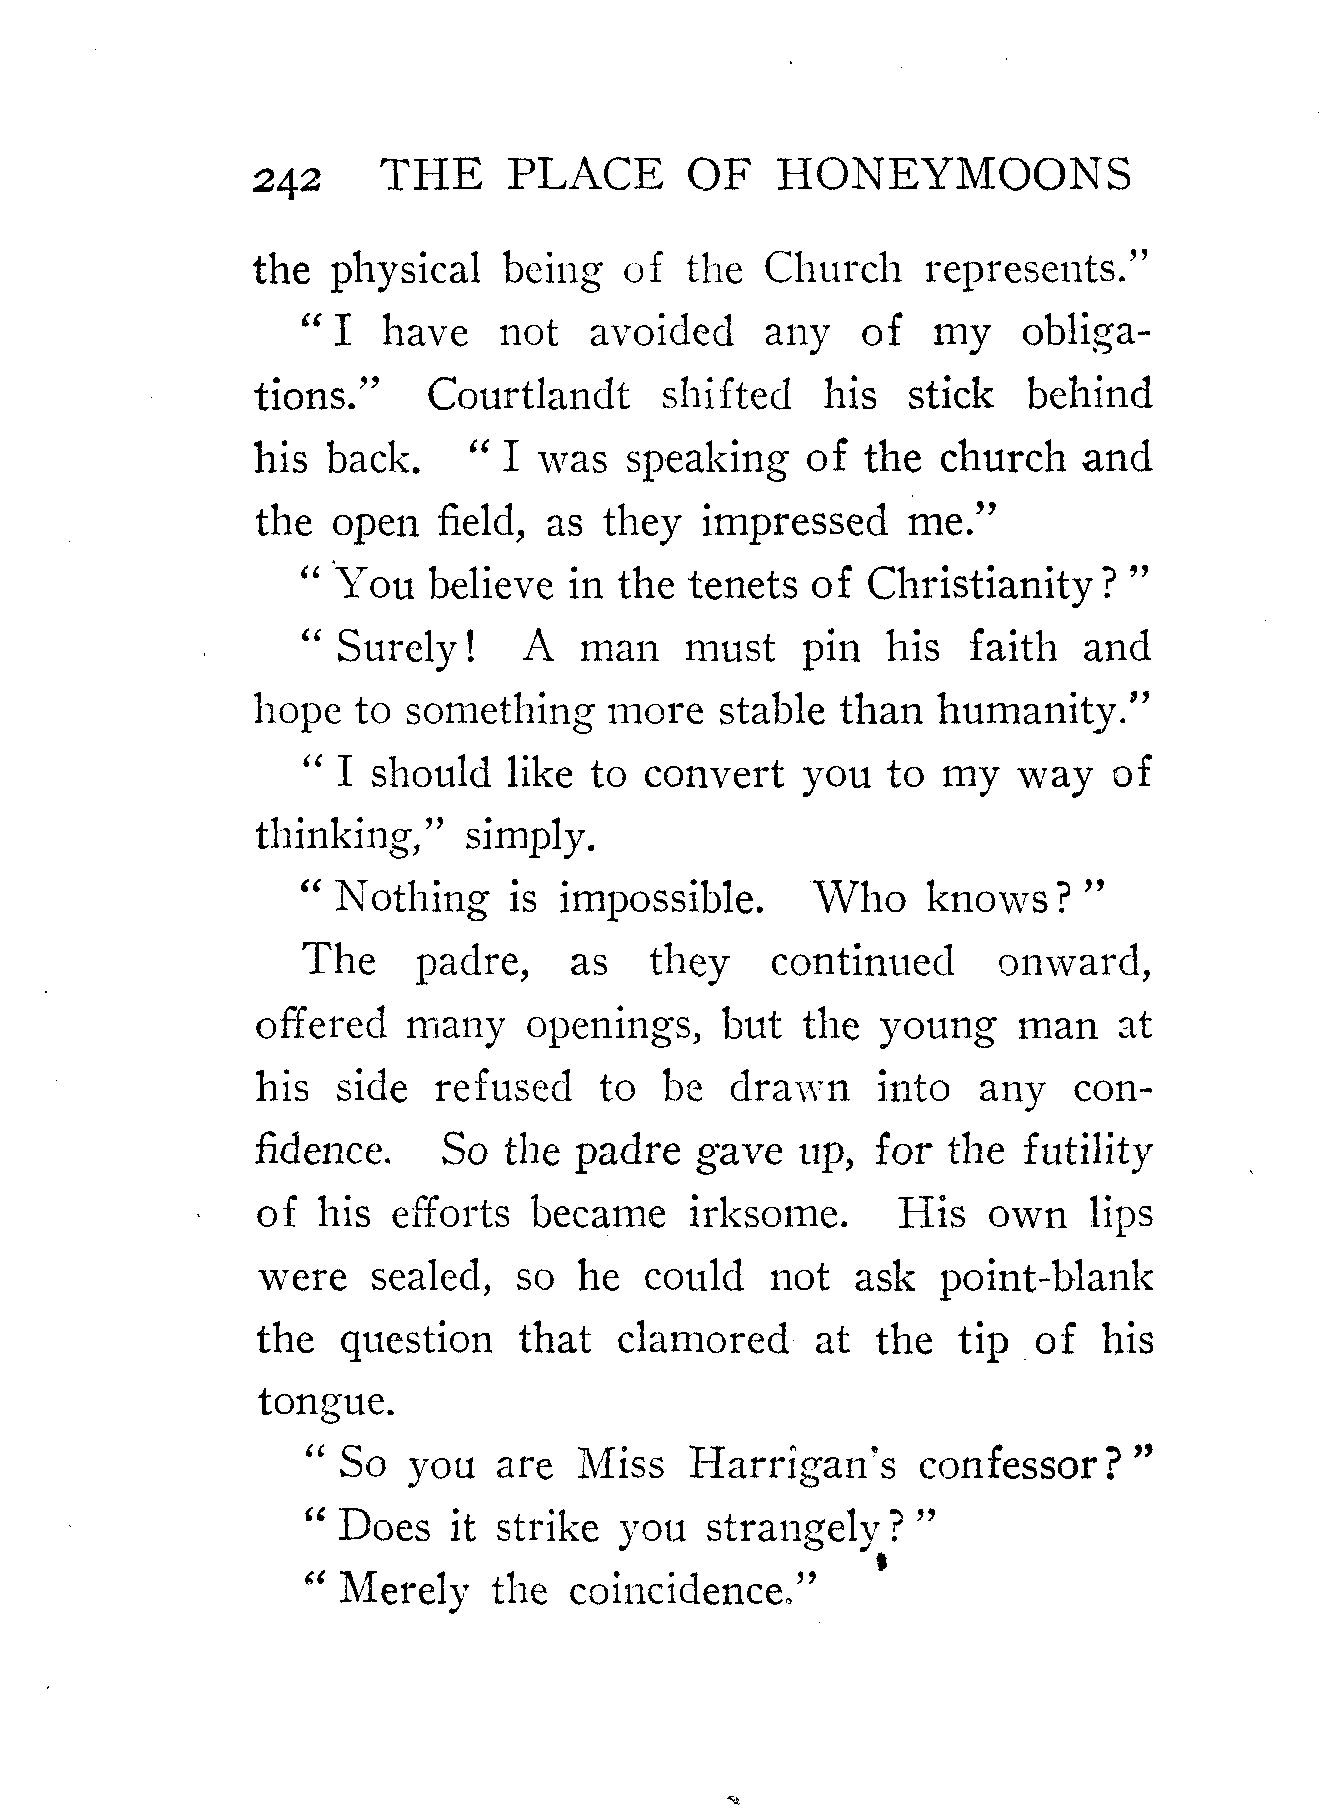 242 THE PLACE OF HONEYMOONS
the physical being of the Church represents."
"I have not avoided any of my obliga-
tions." Courtlandt shifted his stick behind
his back. "I was speaking of the church and
the open field, as they impressed me."
"You believe in the tenets of Christianity?"
"Surely! A man must pin his faith and
hope to something more stable than humanity."
"I should like to convert you to my way of
thinking," simply.
"Nothing is impossible. Who knows?"
The padre, as they continued onward,
offered many openings, but the young man at
his side refused to be drawn into any con-
fidence. So the padre gave up, for the futility
of his efforts became irksome. His own lips
were sealed, so he could not ask point-blank
the question that clamored at the tip of his
tongue.
"So you are Miss Harrigan's confessor?"
"Does it strike you strangely?"
"Merely the coincidence."